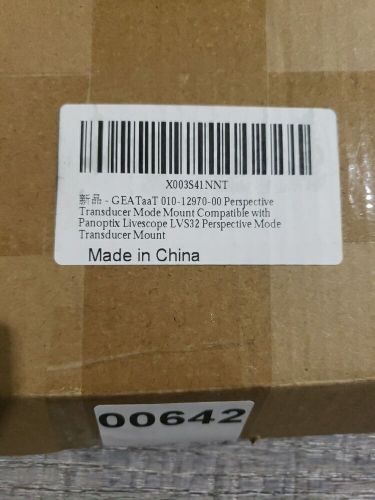 X003S41NNT
新品 - GEATaaT 010-12970-00 Perspective
Transducer Mode Mount Compatible with
Panoptix Livescope LVS32 Perspective Mode
Transducer Mount
Made in China
00642